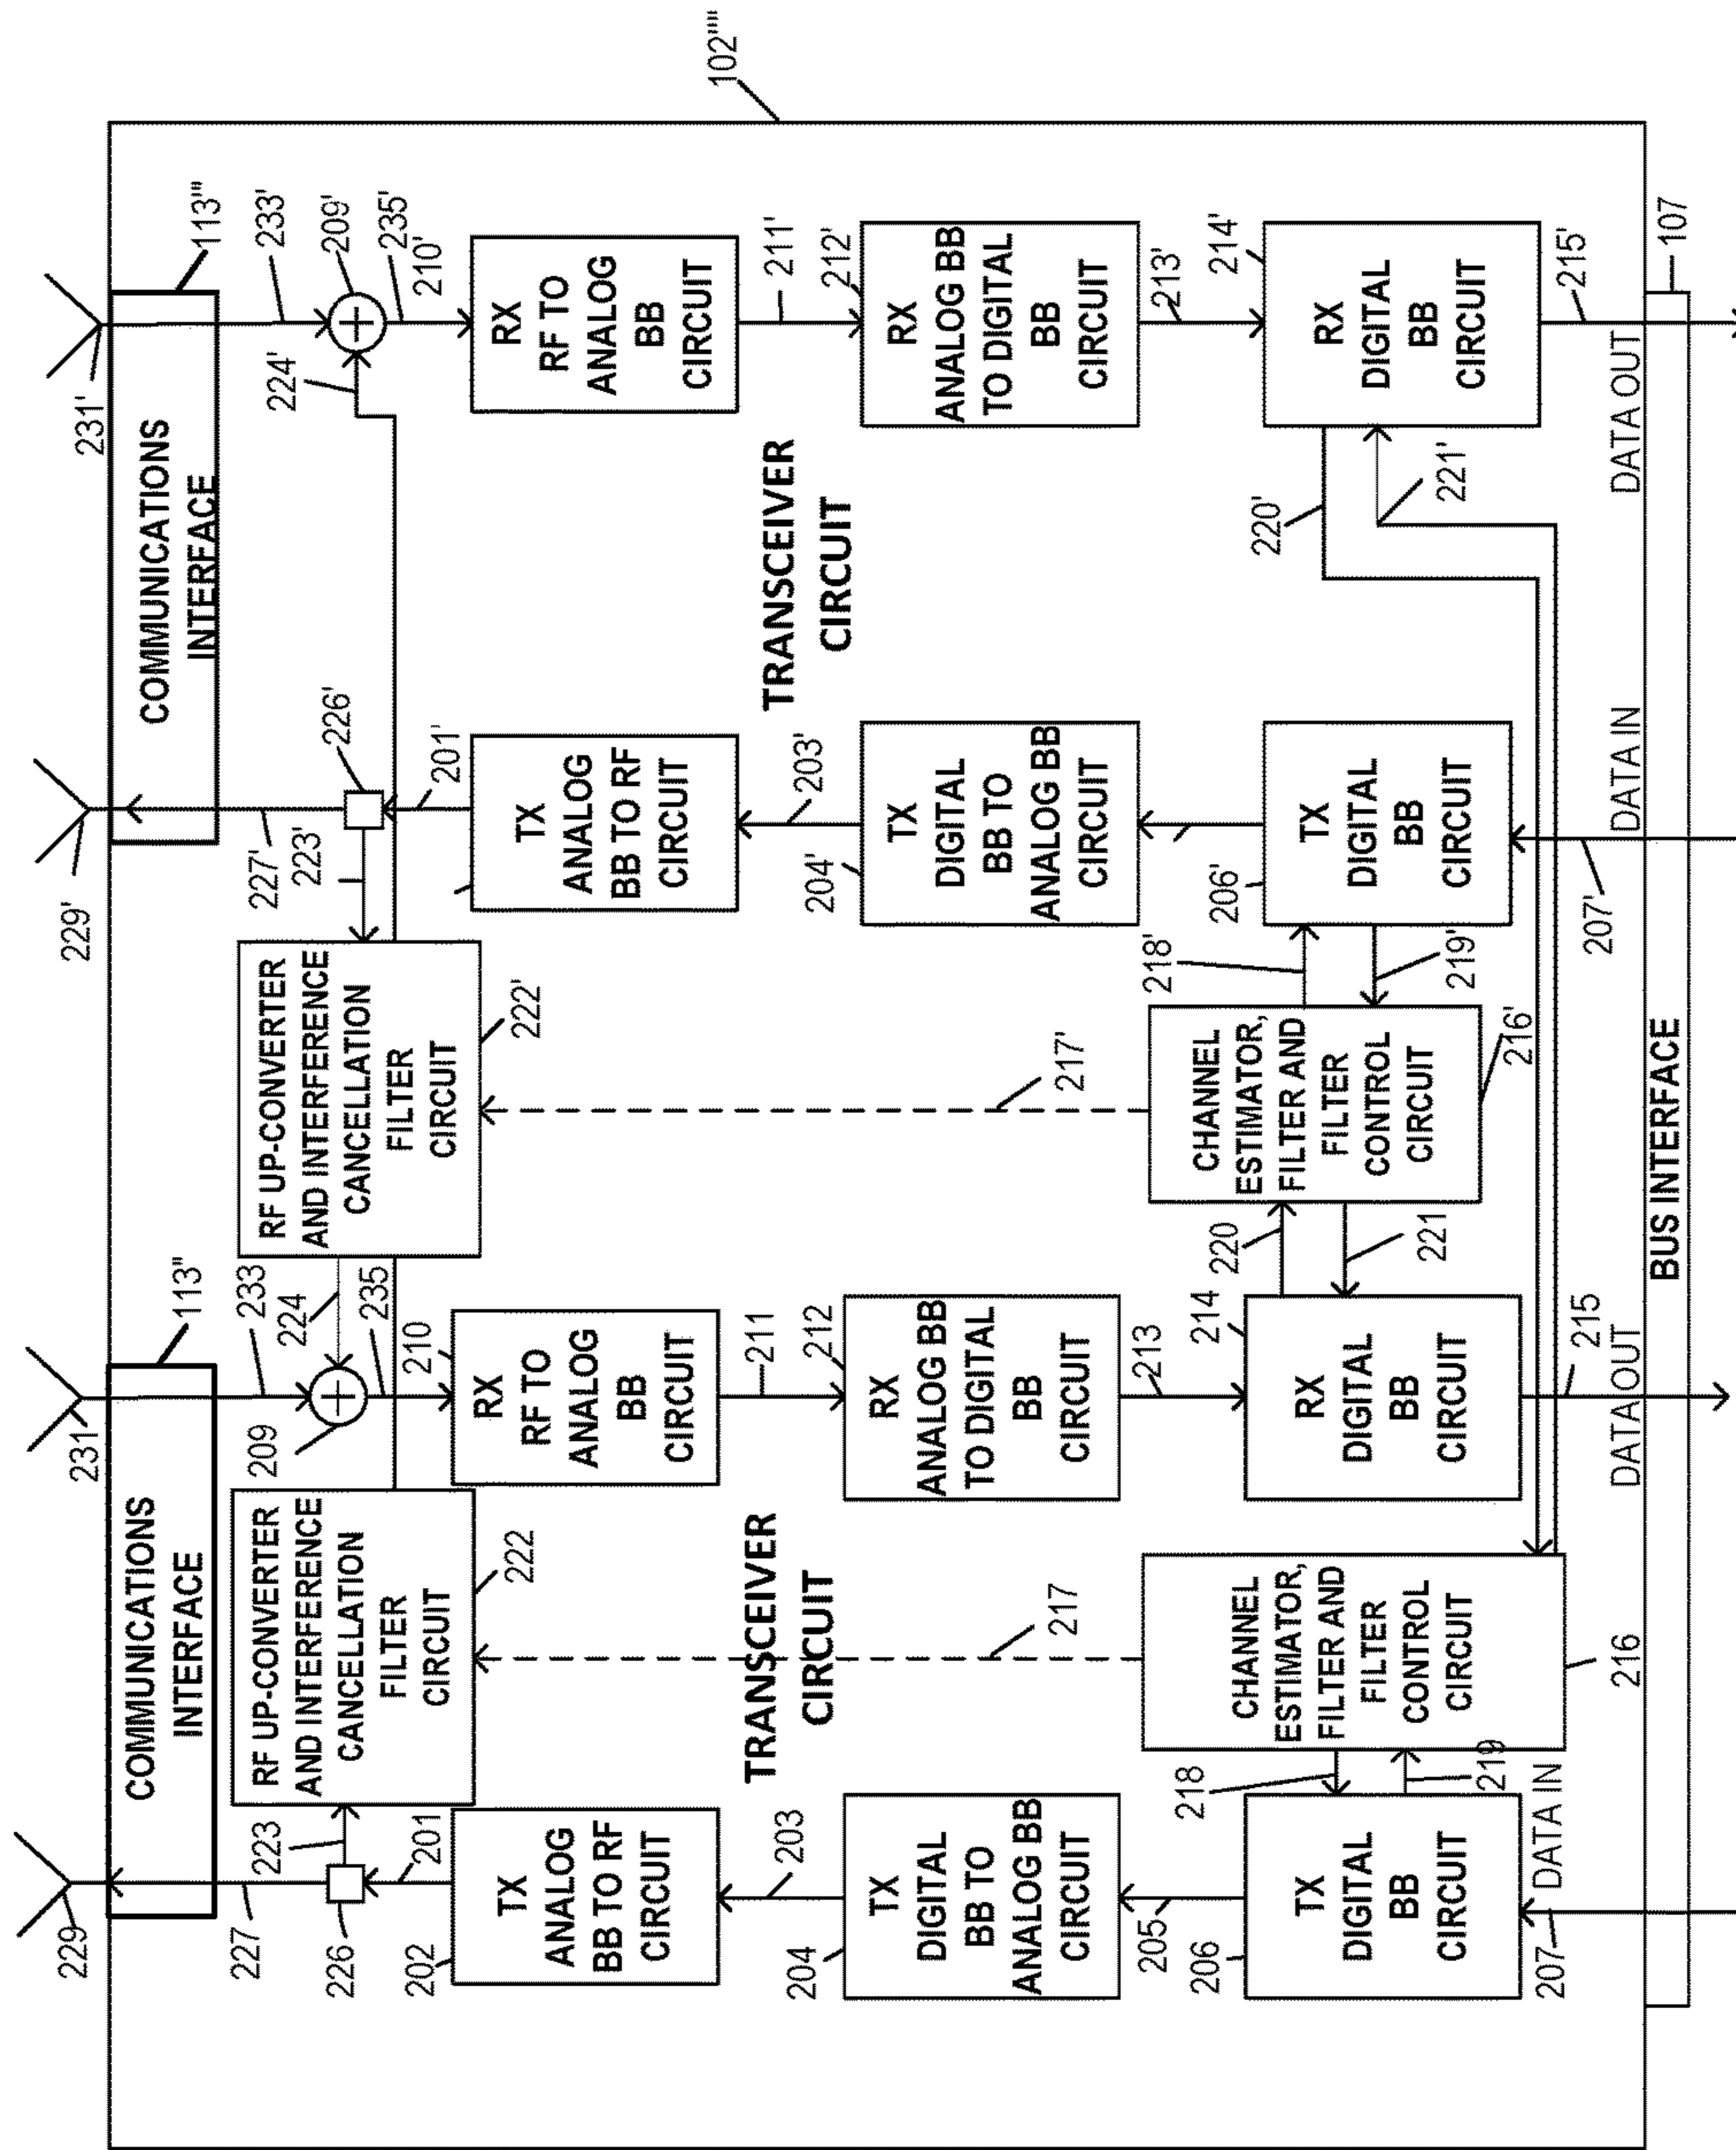 229
231
229'
231'
COMMUNICATIONS
INTERFACE
113"
COMMUNICATIONS
INTERFACE
113'''
102''''
227
223
226
201
RF UP-CONVERTER
AND INTERFERENCE
CANCELLATION
FILTER
CIRCUIT
222
209
233
224
235
RF UP-CONVERTER
AND INTERFERENCE
CANCELLATION
FILTER
CIRCUIT
222'
227'
223'
226'
201'
224'
233'
209'
235'
202
TX
ANALOG
BB TO RF
CIRCUIT
210
RX
RF TO
ANALOG
BB
CIRCUIT
TX
ANALOG
BB TO RF
CIRCUIT
210'
RX
RF TO
ANALOG
BB
CIRCUIT
203
TRANSCEIVER
CIRCUIT
211
203'
TRANSCEIVER
CIRCUIT
211'
204
TX
DIGITAL
BB TO
ANALOG BB
CIRCUIT
212
RX
ANALOG BB
TO DIGITAL
BB
CIRCUIT
204'
TX
DIGITAL
BB TO
ANALOG BB
CIRCUIT
212'
RX
ANALOG BB
TO DIGITAL
BB
CIRCUIT
205
217
213
217'
213'
206
TX
DIGITAL
BB
CIRCUIT
218
219
CHANNEL
ESTIMATOR,
FILTER AND
FILTER
CONTROL
CIRCUIT
216
214
RX
DIGITAL
BB
CIRCUIT
220
221
CHANNEL
ESTIMATOR,
FILTER AND
FILTER
CONTROL
CIRCUIT
216'
218'
219'
206'
TX
DIGITAL
BB
CIRCUIT
220'
221'
214'
RX
DIGITAL
BB
CIRCUIT
207
DATA IN
DATA OUT
215
207'
DATA IN
DATA OUT
215'
BUS INTERFACE
107